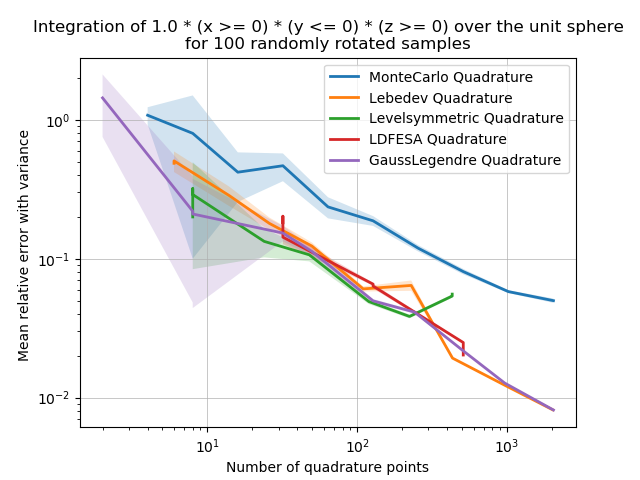 Integration of 1.0 * (x >= 0) * (y <= 0) * (z >= 0) over the unit sphere
for 100 randomly rotated samples
MonteCarlo Quadrature
Lebedev Quadrature
Levelsymmetric Quadrature
LDFESA Quadrature
GaussLegendre Quadrature
Mean relative error with variance
10⁰
10⁻¹
10⁻²
10¹ 10² 10³
Number of quadrature points